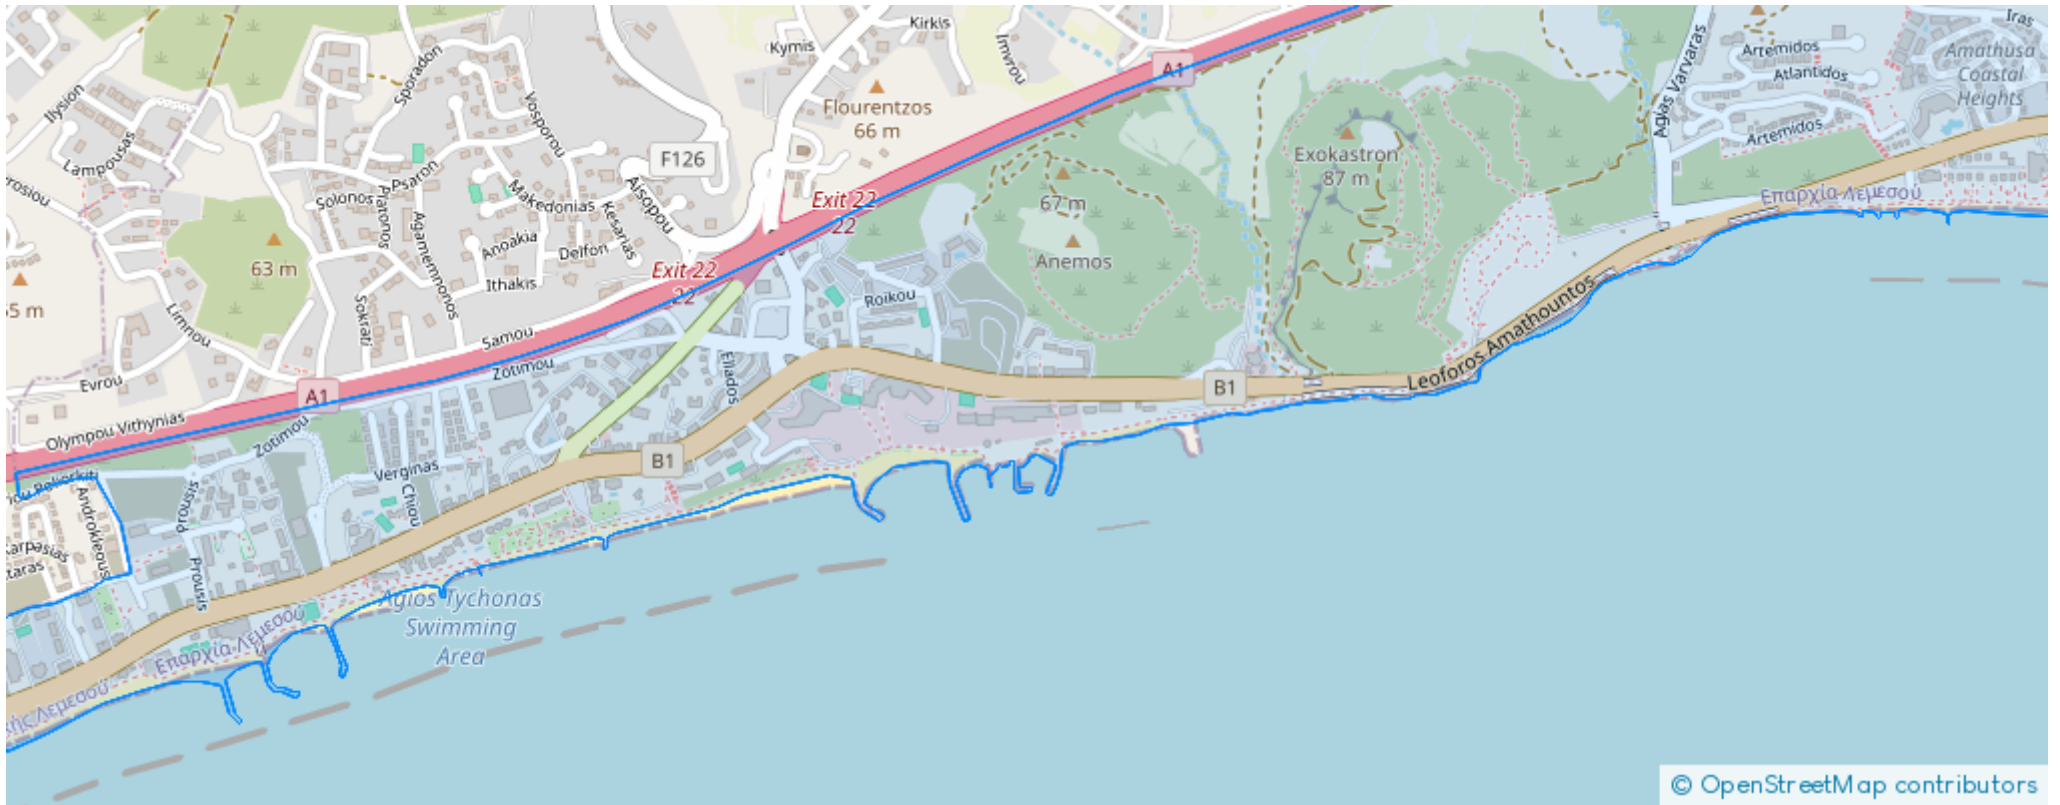 Kirkis
Kymis
Imvrou
A1
Iras
Artemidos
Atlantidos
Amathusa
Coastal
Heights
Agias Varvaras
Artemidos
Ilysion
Sporadon
Vosporou
Flourentzos
66 m
F126
Lampousas
Exokastron
87 m
Psaron
Solonos
Platonos
Makedonias
Kesarias
Aisopou
Exit 22
22
67 m
Επαρχία Λεμεσού
Agamemnonos
Anoakia
Delfon
Ithakis
63 m
Exit 22
22
Anemos
Roikou
Limnou
Sokrati
Samou
Zotimou
Leoforos Amathountos
Evrou
A1
Eliados
B1
Olympou Vithynias
Zotimou
Verginas
Chiou
B1
Prousis
Androkleous
Karpasias
Prousis
Agios Tychonas
Swimming
Area
Επαρχία Λεμεσού
© OpenStreetMap contributors